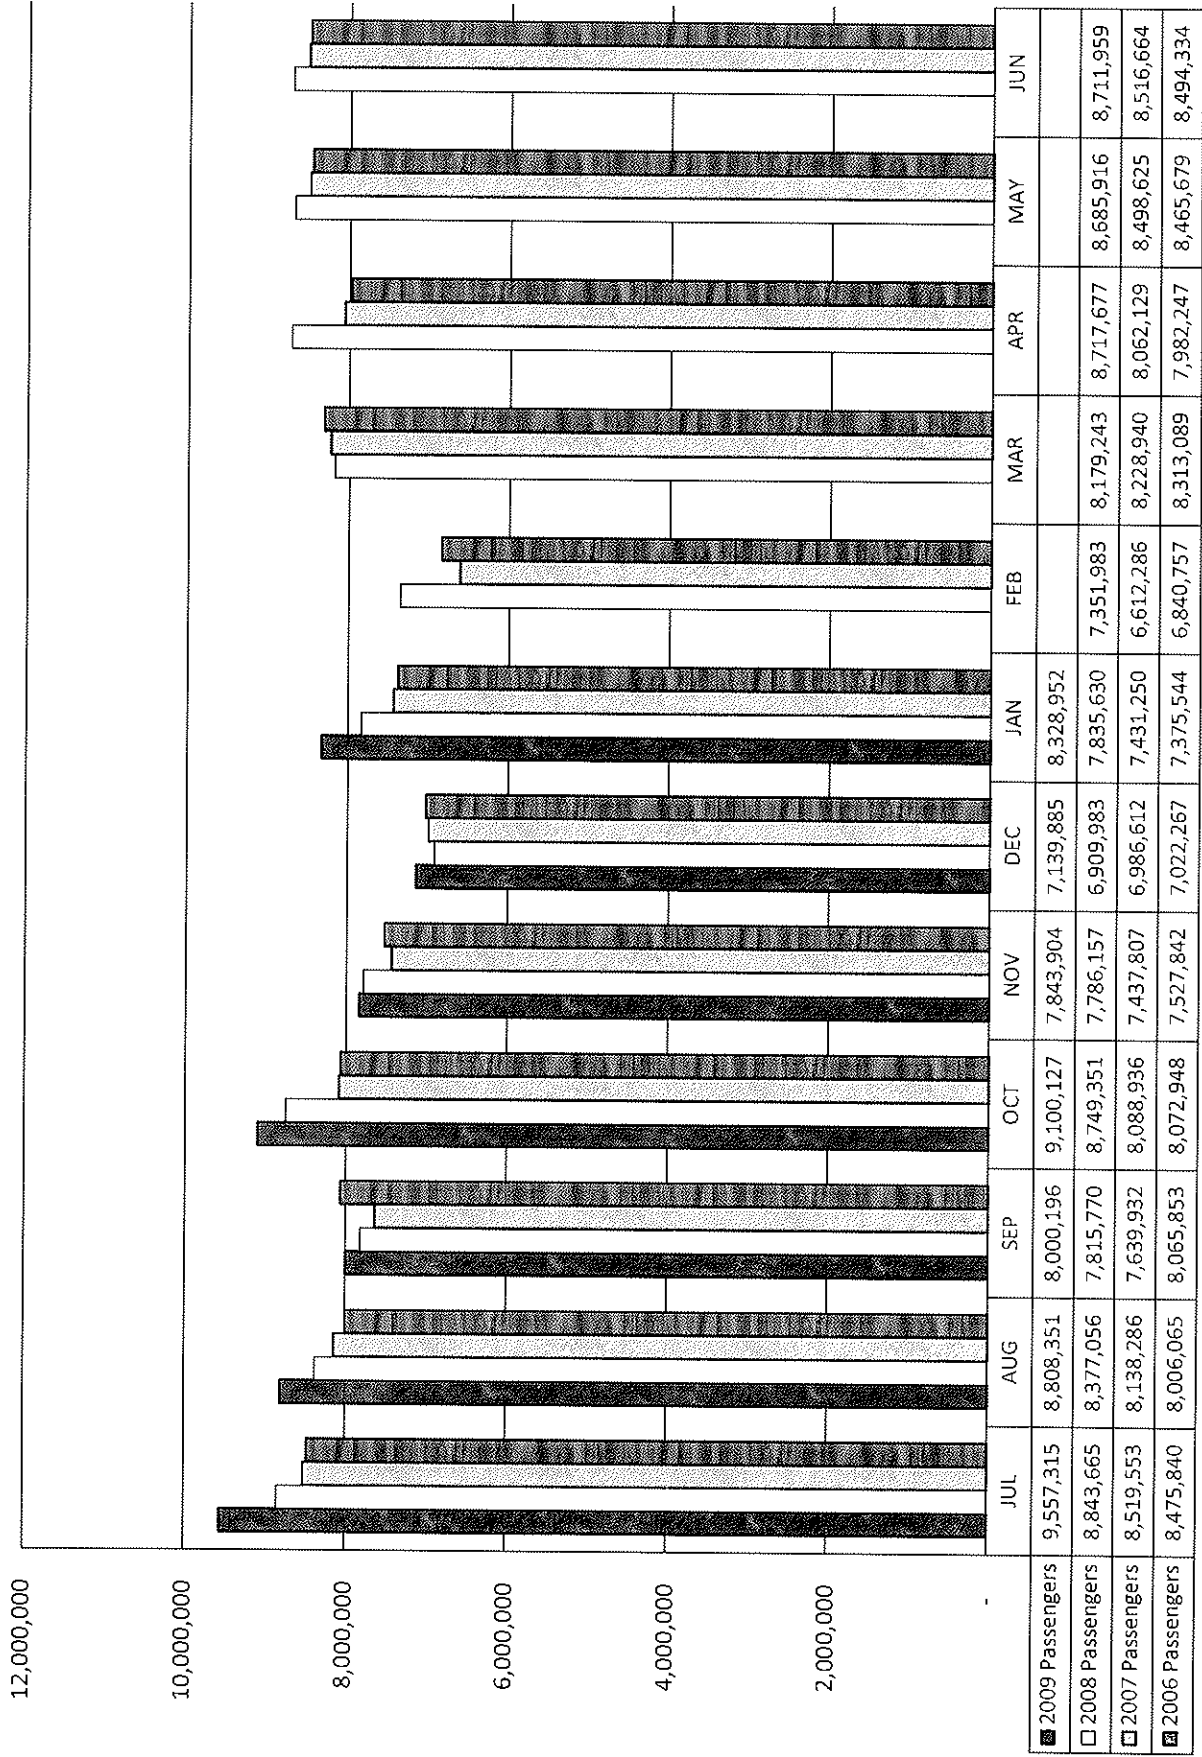 12,000,000
10,000,000
8,000,000
6,000,000
4,000,000
2,000,000
-
JUL AUG SEP OCT NOV DEC JAN FEB MAR APR MAY JUN
2009 Passengers 9,557,315 8,808,351 8,000,196 9,100,127 7,843,904 7,139,885 8,328,952
2008 Passengers 8,843,665 8,377,056 7,815,770 8,749,351 7,786,157 6,909,983 7,835,630 7,351,983 8,179,243 8,717,677 8,685,916 8,711,959
2007 Passengers 8,519,553 8,138,286 7,639,932 8,088,936 7,437,807 6,986,612 7,431,250 6,612,286 8,228,940 8,062,129 8,498,625 8,516,664
2006 Passengers 8,475,840 8,006,065 8,065,853 8,072,948 7,527,842 7,022,267 7,375,544 6,840,757 8,313,089 7,982,247 8,465,679 8,494,334